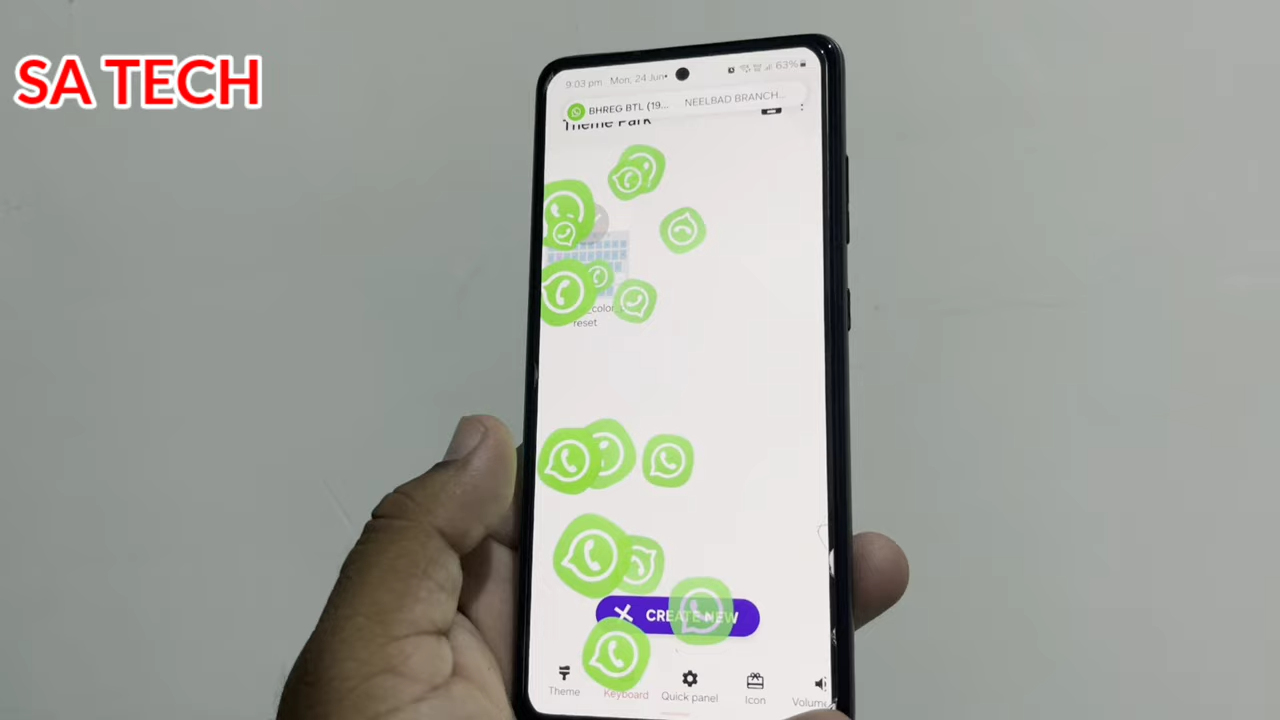 SA TECH
9:03 pm Mon, 24 Jun
63%
BHREG BTL (19... NEELBAD BRANCH...
Theme Park
reset
CREATE NEW
Theme
Keyboard
Quick panel
Icon